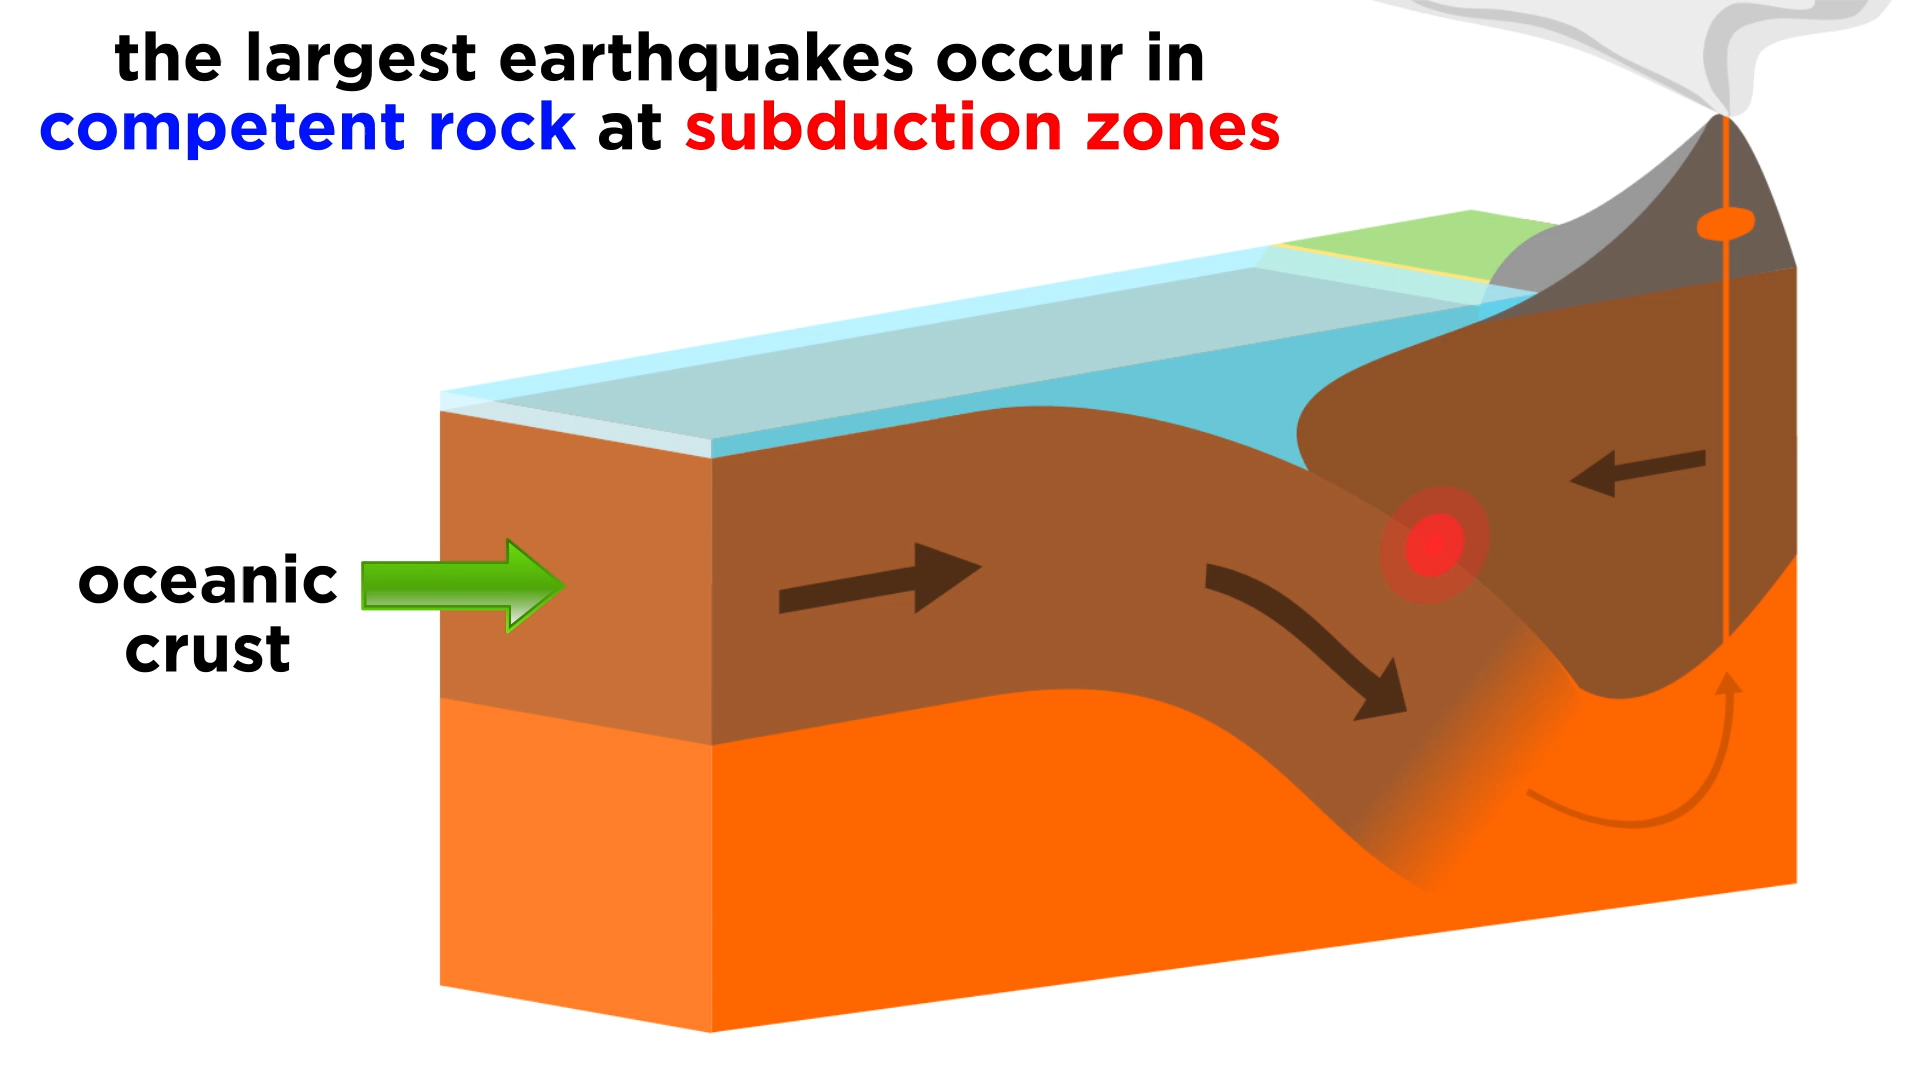 the largest earthquakes occur in
competent rock at subduction zones
oceanic
crust